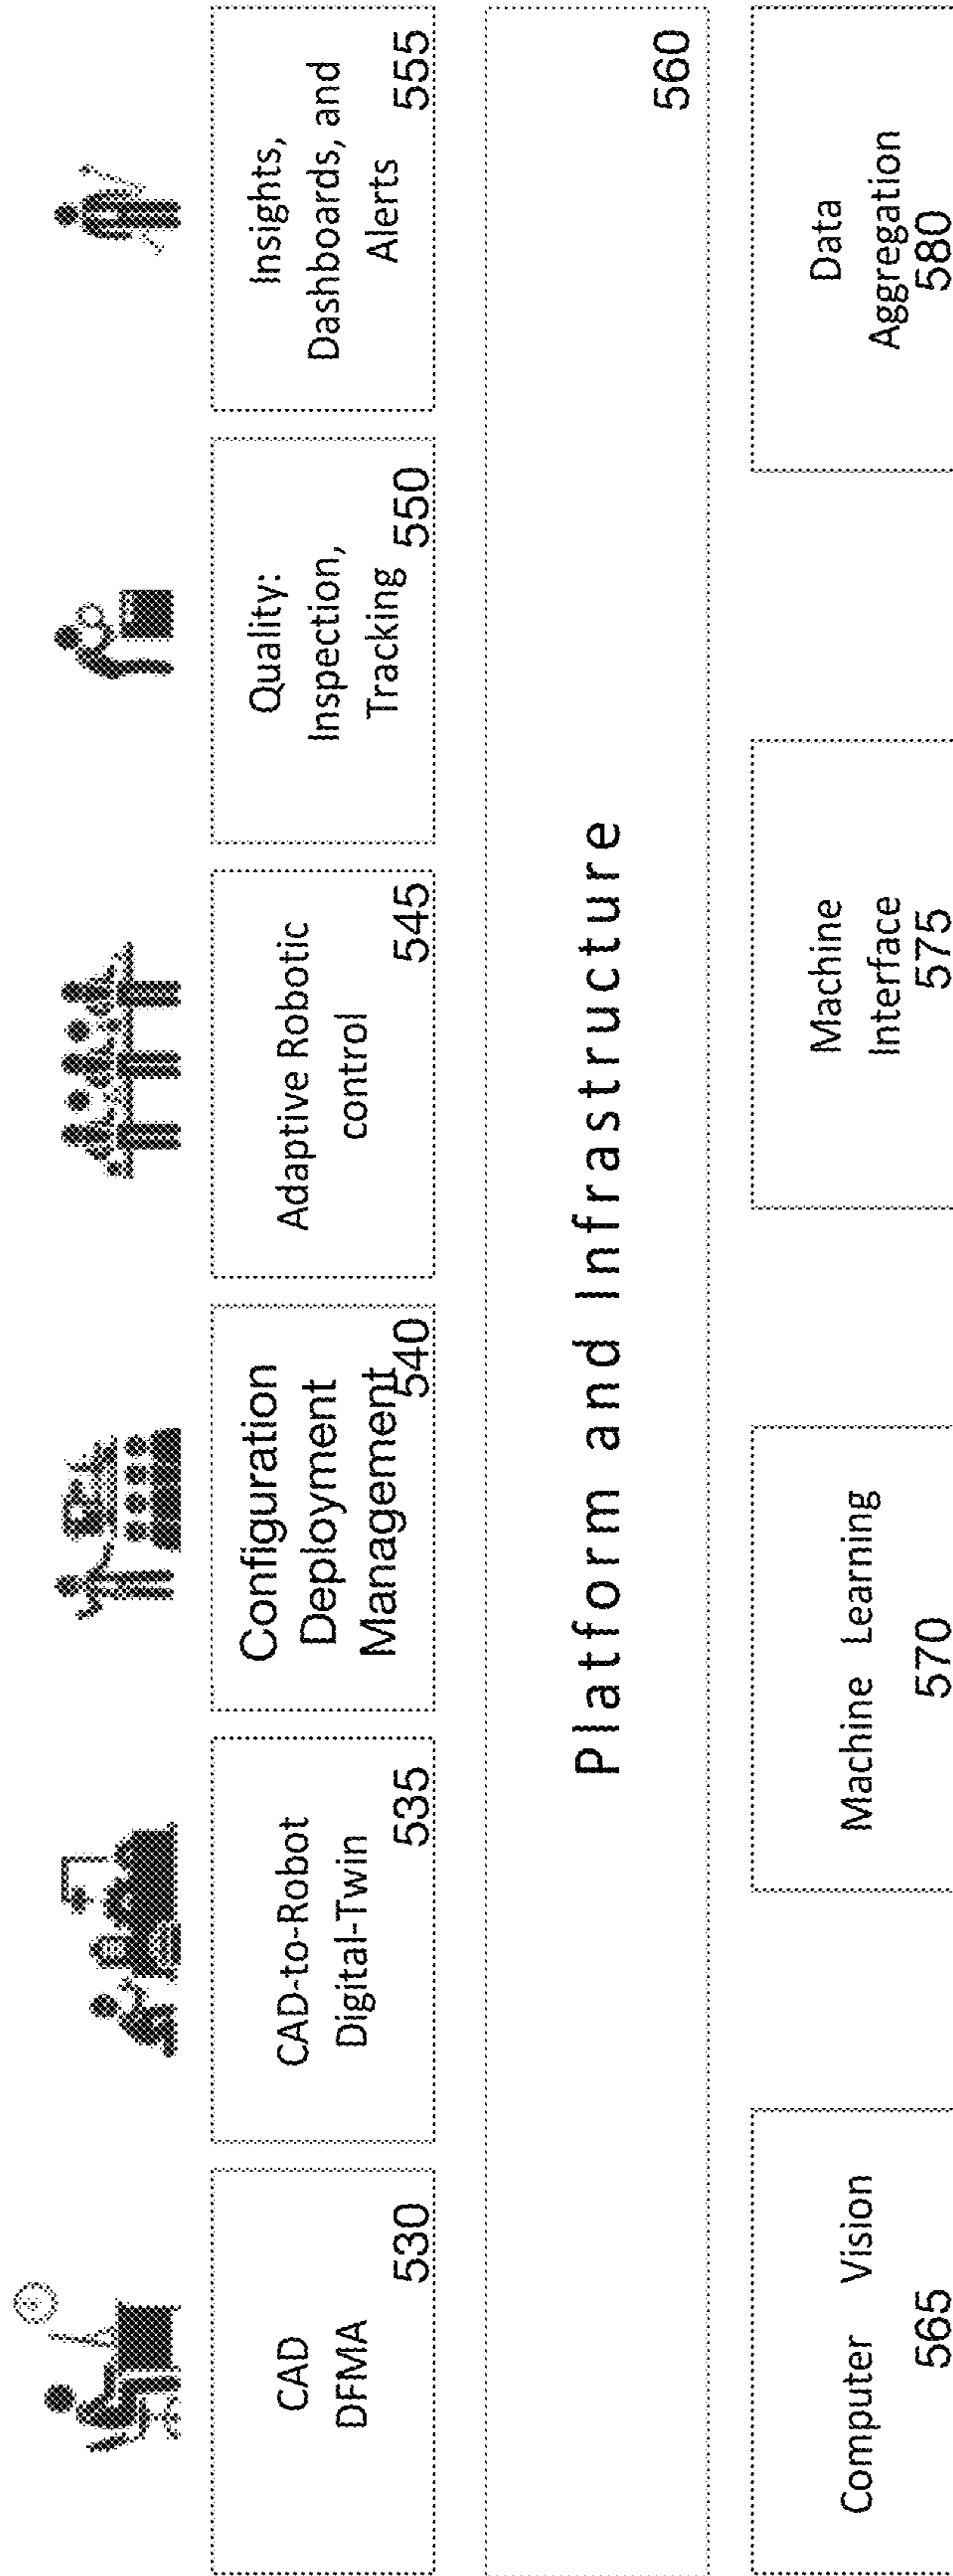 CAD
DFMA
530
CAD-to-Robot
Digital-Twin
535
Configuration
Deployment
Management
540
Adaptive Robotic
control
545
Quality:
Inspection,
Tracking
550
Insights,
Dashboards, and
Alerts
555
Platform and Infrastructure
560
Computer Vision
565
Machine Learning
570
Machine
Interface
575
Data
Aggregation
580